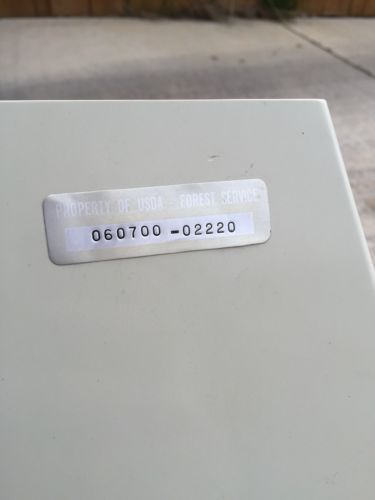 PROPERTY OF USDA - FOREST SERVICE
060700-02220